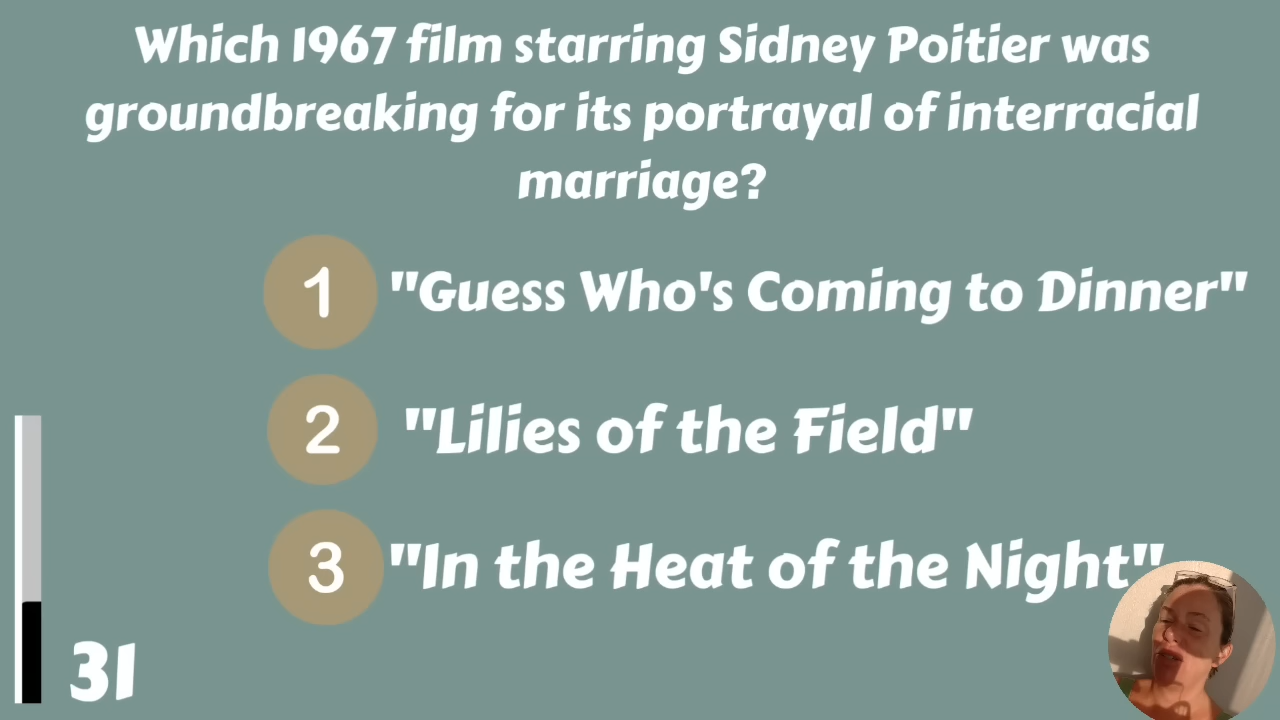 Which 1967 film starring Sidney Poitier was
groundbreaking for its portrayal of interracial
marriage?
1 "Guess Who's Coming to Dinner"
2 "Lilies of the Field"
3 "In the Heat of the Night"
31